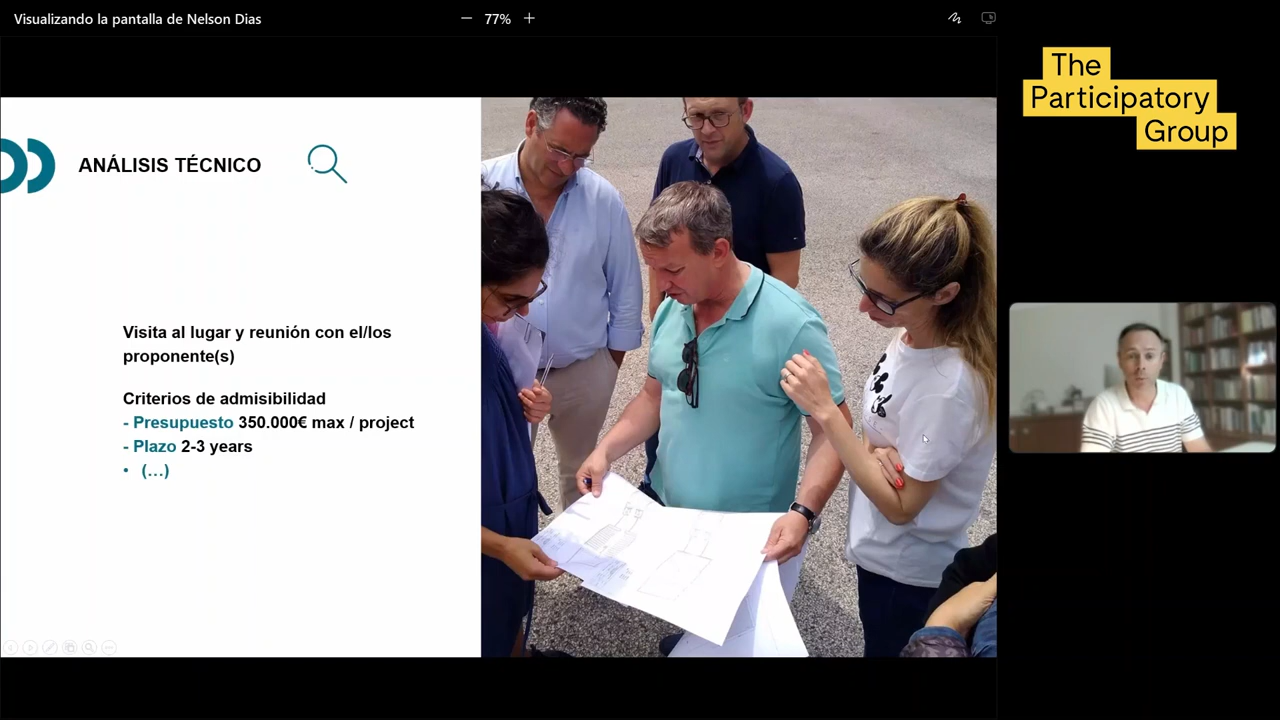 Visualizando la pantalla de Nelson Dias
77%
The
Participatory
Group
ANÁLISIS TÉCNICO
Visita al lugar y reunión con el/los
proponente(s)
Criterios de admisibilidad
- Presupuesto 350.000€ max / project
- Plazo 2-3 years
• (…)